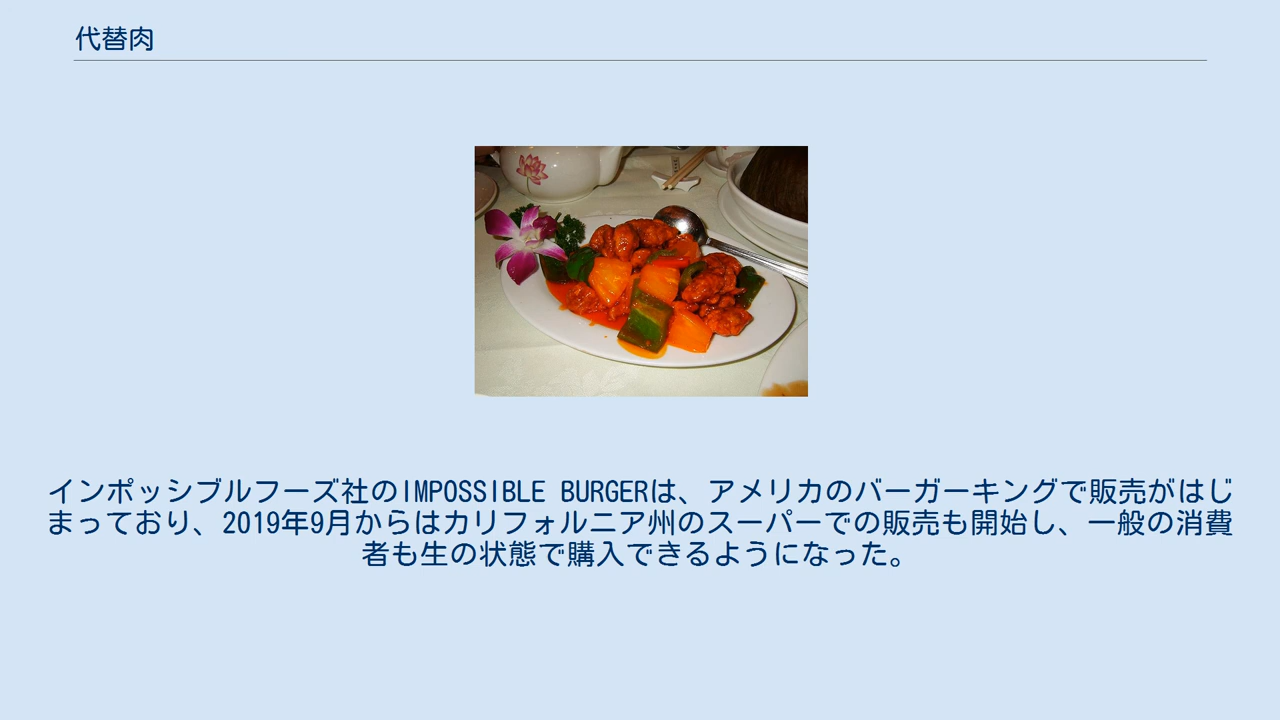 代替肉
インポッシブルフーズ社のIMPOSSIBLE BURGERは、アメリカのバーガーキングで販売がはじ
まっており、2019年9月からはカリフォルニア州のスーパーでの販売も開始し、一般の消費
者も生の状態で購入できるようになった。